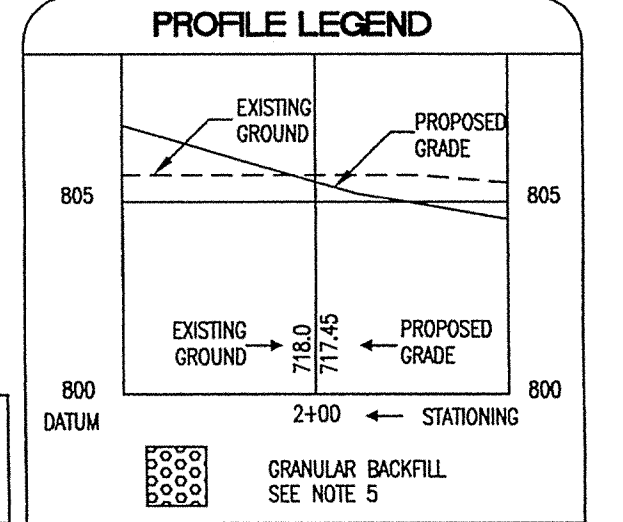 PROFILE LEGEND
EXISTING
GROUND
PROPOSED
GRADE
805
805
EXISTING
GROUND
718.0
717.45
PROPOSED
GRADE
800
800
DATUM
2+00
STATIONING
GRANULAR BACKFILL
SEE NOTE 5